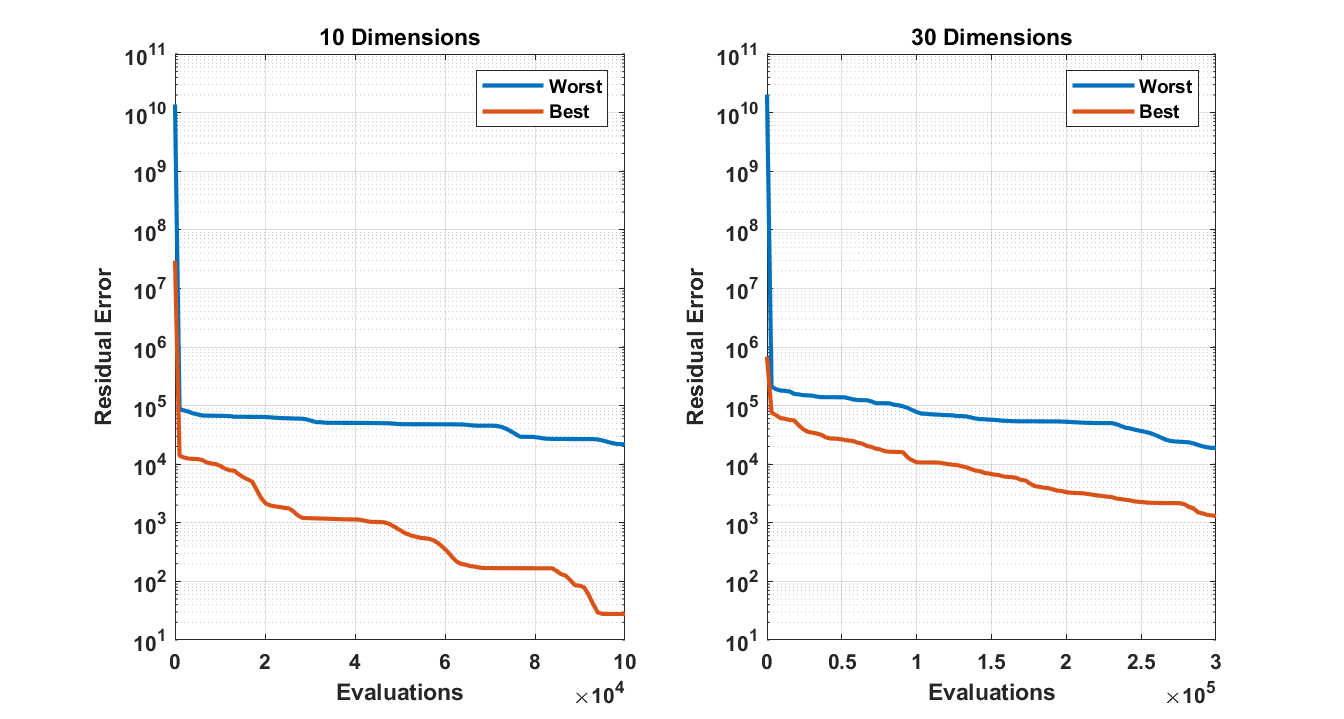 10 Dimensions
10^11
10^10
10^9
10^8
10^7
10^6
10^5
10^4
10^3
10^2
10^1
Residual Error
Worst
Best
0 2 4 6 8 10
Evaluations
×10^4
30 Dimensions
10^11
10^10
10^9
10^8
10^7
10^6
10^5
10^4
10^3
10^2
10^1
Residual Error
Worst
Best
0 0.5 1 1.5 2 2.5 3
Evaluations
×10^5